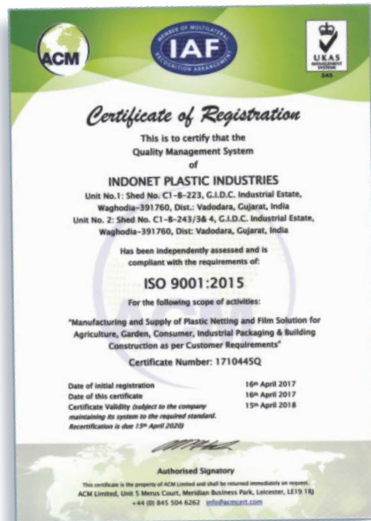 ACM
MEMBER OF MULTILATERAL
IAF
RECOGNITION ARRANGEMENT
UKAS
MANAGEMENT
SYSTEMS
Certificate of Registration
This is to certify that the
Quality Management System
of
INDONET PLASTIC INDUSTRIES
Unit No.1: Shed No. C1-B-223, G.I.D.C. Industrial Estate,
Waghodia-391760, Dist.: Vadodara, Gujarat, India
Unit No. 2: Shed No. C1-B-243/3& 4, G.I.D.C. Industrial Estate,
Waghodia-391760, Dist: Vadodara, Gujarat, India
Has been independently assessed and is
compliant with the requirements of:
ISO 9001:2015
For the following scope of activities:
"Manufacturing and Supply of Plastic Netting and Film Solution for
Agriculture, Garden, Consumer, Industrial Packaging & Building
Construction as per Customer Requirements"
Certificate Number: 1710445Q
Date of initial registration 16th April 2017
Date of this certificate 16th April 2017
Certificate Validity (subject to the company 15th April 2018
maintaining its system to the required standard.
Recertification is due 15th April 2020)
Authorised Signatory
This certificate is the property of ACM Limited and shall be returned immediately on request.
ACM Limited, Unit 5 Merus Court, Meridian Business Park, Leicester, LE19 1RJ
+44 (0) 845 504 6262 info@acmcert.com